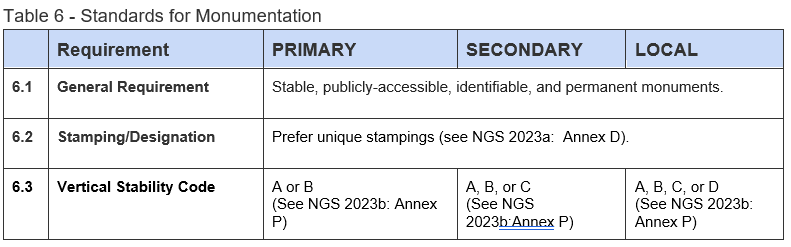 Table 6 - Standards for Monumentation
Requirement PRIMARY SECONDARY LOCAL
6.1 General Requirement Stable, publicly-accessible, identifiable, and permanent monuments.
6.2 Stamping/Designation Prefer unique stampings (see NGS 2023a:  Annex D).
6.3 Vertical Stability Code A or B A, B, or C A, B, C, or D
(See NGS 2023b: Annex (See NGS (See NGS 2023b:
P) 2023b:Annex P) Annex P)